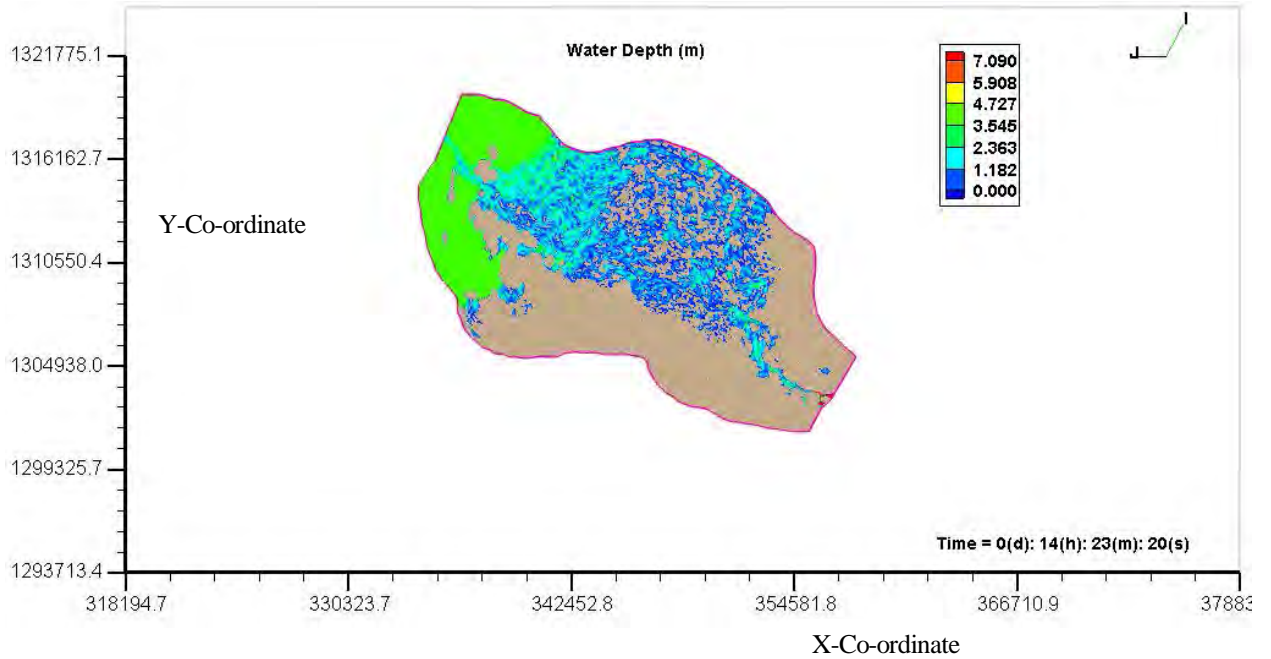 1321775.1
Water Depth (m)
7.090
5.908
4.727
3.545
2.363
1.182
0.000
I
J
1316162.7
Y-Co-ordinate
1310550.4
1304938.0
1299325.7
Time = 0(d): 14(h): 23(m): 20(s)
1293713.4
318194.7 330323.7 342452.8 354581.8 366710.9 37883
X-Co-ordinate